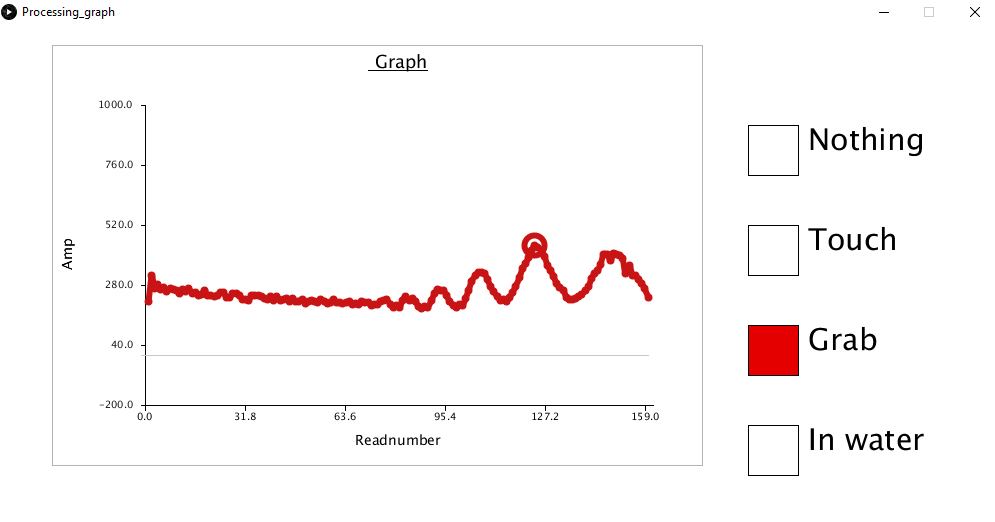 Processing_graph
Graph
1000.0
760.0
520.0
280.0
40.0
-200.0
Amp
0.0 31.8 63.6 95.4 127.2 159.0
Readnumber
Nothing
Touch
Grab
In water